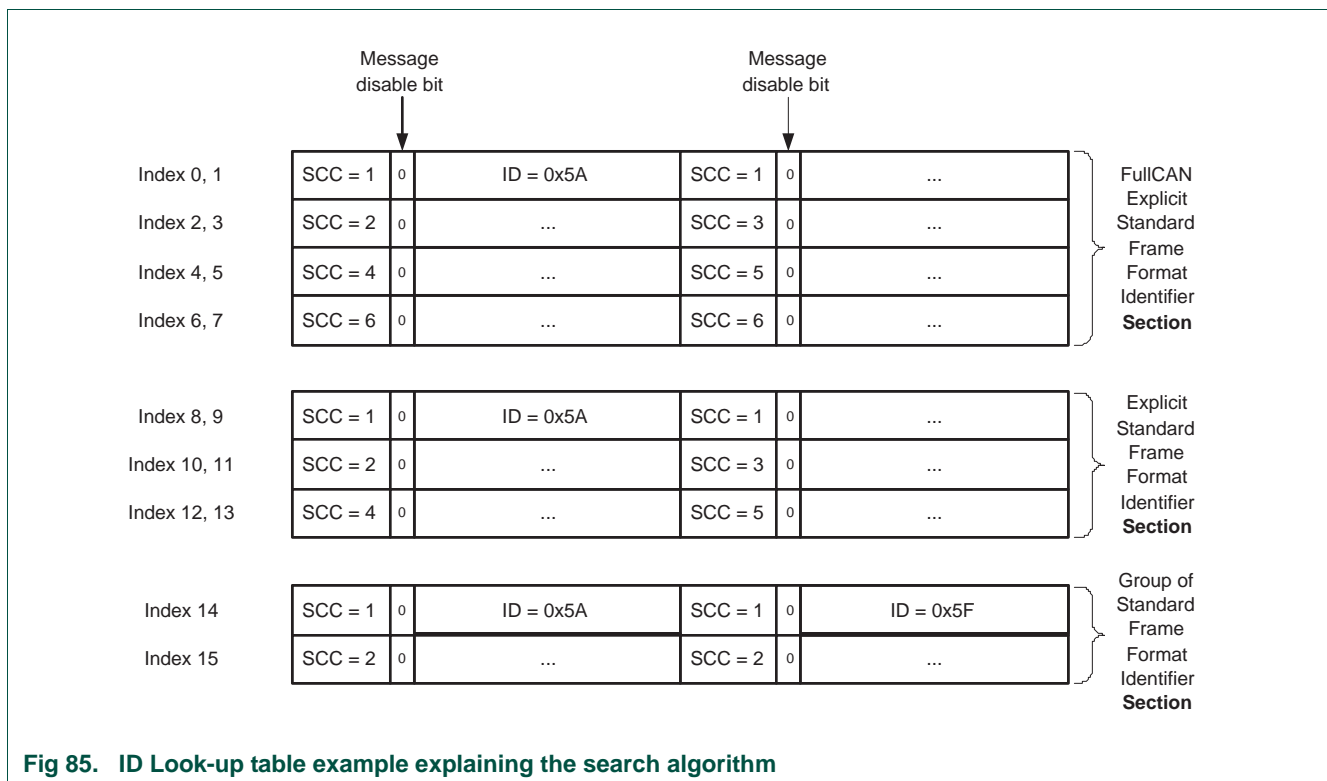 Message
disable bit
Message
disable bit
Index 0, 1
SCC = 1
0
ID = 0x5A
SCC = 1
0
...
Index 2, 3
SCC = 2
0
...
SCC = 3
0
...
Index 4, 5
SCC = 4
0
...
SCC = 5
0
...
Index 6, 7
SCC = 6
0
...
SCC = 6
0
...
FullCAN
Explicit
Standard
Frame
Format
Identifier
Section
Index 8, 9
SCC = 1
0
ID = 0x5A
SCC = 1
0
...
Index 10, 11
SCC = 2
0
...
SCC = 3
0
...
Index 12, 13
SCC = 4
0
...
SCC = 5
0
...
Explicit
Standard
Frame
Format
Identifier
Section
Index 14
SCC = 1
0
ID = 0x5A
SCC = 1
0
ID = 0x5F
Index 15
SCC = 2
0
...
SCC = 2
0
...
Group of
Standard
Frame
Format
Identifier
Section
Fig 85. ID Look-up table example explaining the search algorithm